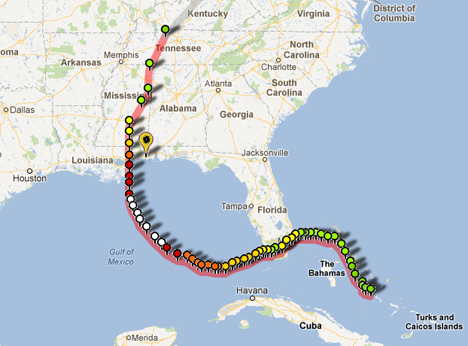 Kentucky
Virginia
District of
Columbia
Tennessee
Memphis
North
Carolina
Arkansas
Charlotte
Atlanta
South
Carolina
Mississippi
Dallas
Alabama
Georgia
Louisiana
Jacksonville
Houston
Tampa
Florida
Gulf of
Mexico
The
Bahamas
Havana
Turks and
Caicos Islands
Cuba
Merida